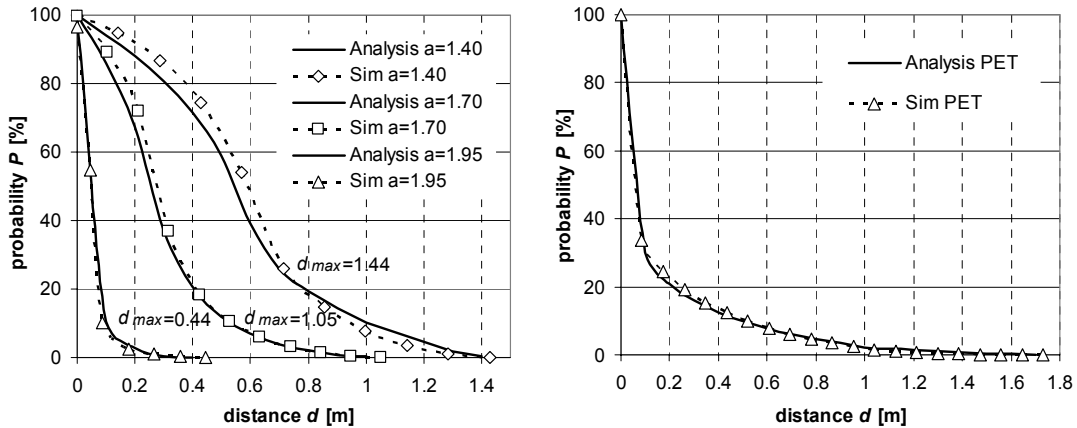 100
80
60
40
20
0
probability P [%]
0
0.2
0.4
0.6
0.8
1
1.2
1.4
distance d [m]
Analysis a=1.40
Sim a=1.40
Analysis a=1.70
Sim a=1.70
Analysis a=1.95
Sim a=1.95
d max=1.44
d max=0.44
d max=1.05
100
80
60
40
20
0
probability P [%]
0
0.2
0.4
0.6
0.8
1
1.2
1.4
1.6
1.8
distance d [m]
Analysis PET
Sim PET